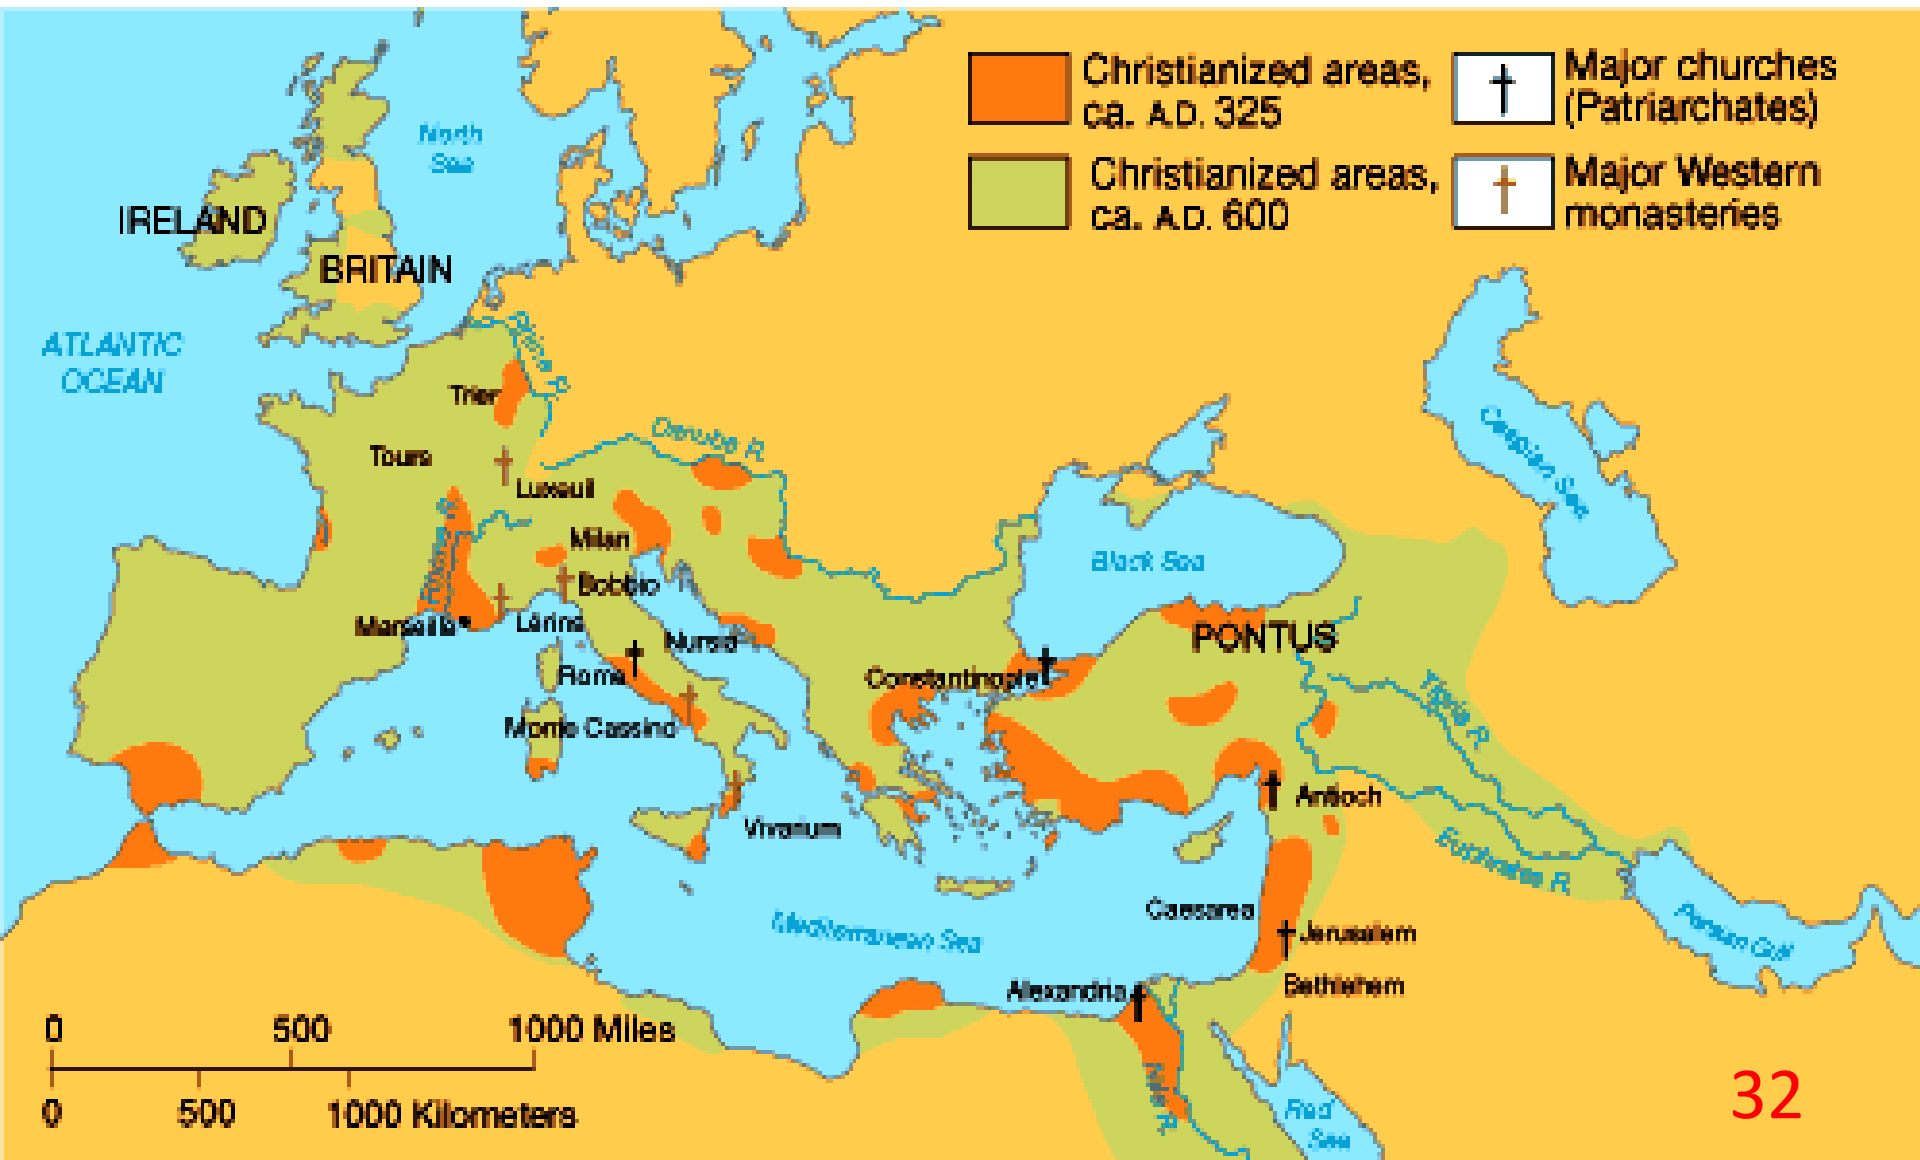 Christianized areas,
ca. A.D. 325
Major churches
(Patriarchates)
Christianized areas,
ca. A.D. 600
Major Western
monasteries
North
Sea
IRELAND
BRITAIN
ATLANTIC
OCEAN
Rhine R.
Trier
Tours
Danube R.
Luxeuil
Caspian Sea
Rhone R.
Milan
Black Sea
Bobbio
Marseille
Lérins
Nursia
PONTUS
Rome
Constantinople
Tigris R.
Monte Cassino
Antioch
Vivarium
Euphrates R.
Caesarea
Mediterranean Sea
Jerusalem
Persian Gulf
Alexandria
Bethlehem
0 500 1000 Miles
0 500 1000 Kilometers
Nile R.
Red
Sea
32